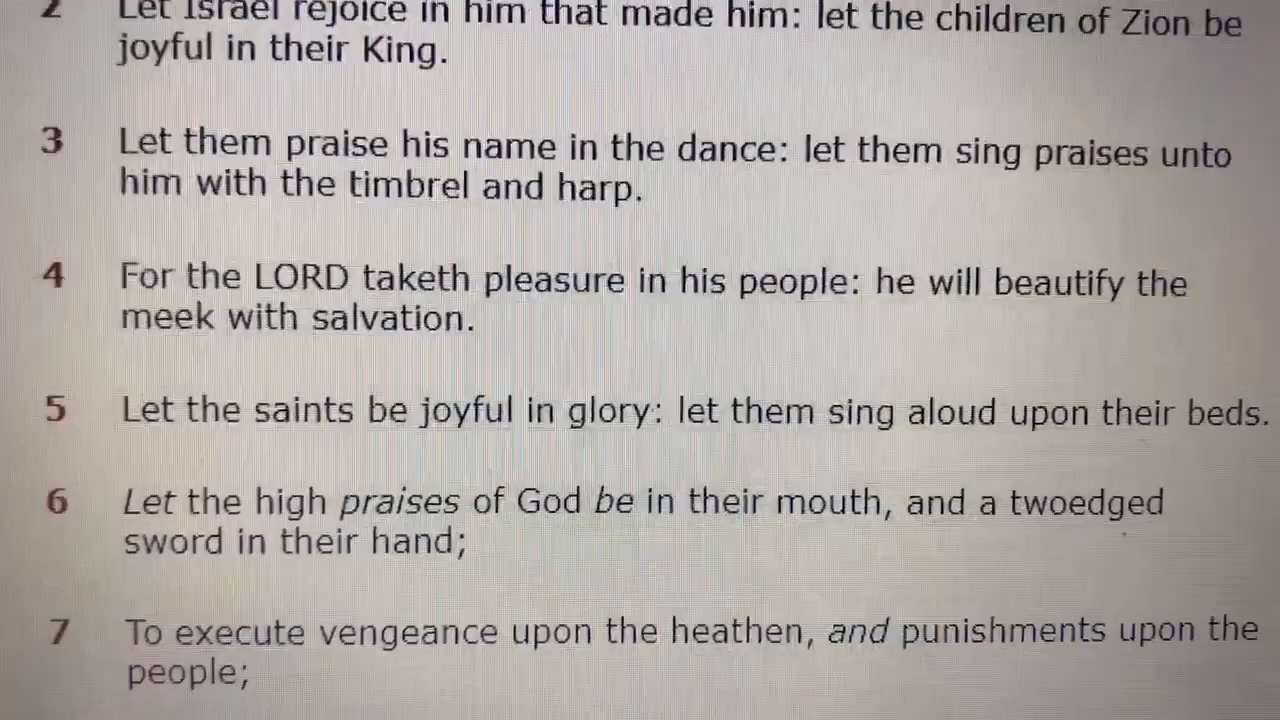 2 Let Israel rejoice in him that made him: let the children of Zion be
joyful in their King.
3 Let them praise his name in the dance: let them sing praises unto
him with the timbrel and harp.
4 For the LORD taketh pleasure in his people: he will beautify the
meek with salvation.
5 Let the saints be joyful in glory: let them sing aloud upon their beds.
6 Let the high praises of God be in their mouth, and a twoedged
sword in their hand;
7 To execute vengeance upon the heathen, and punishments upon the
people;